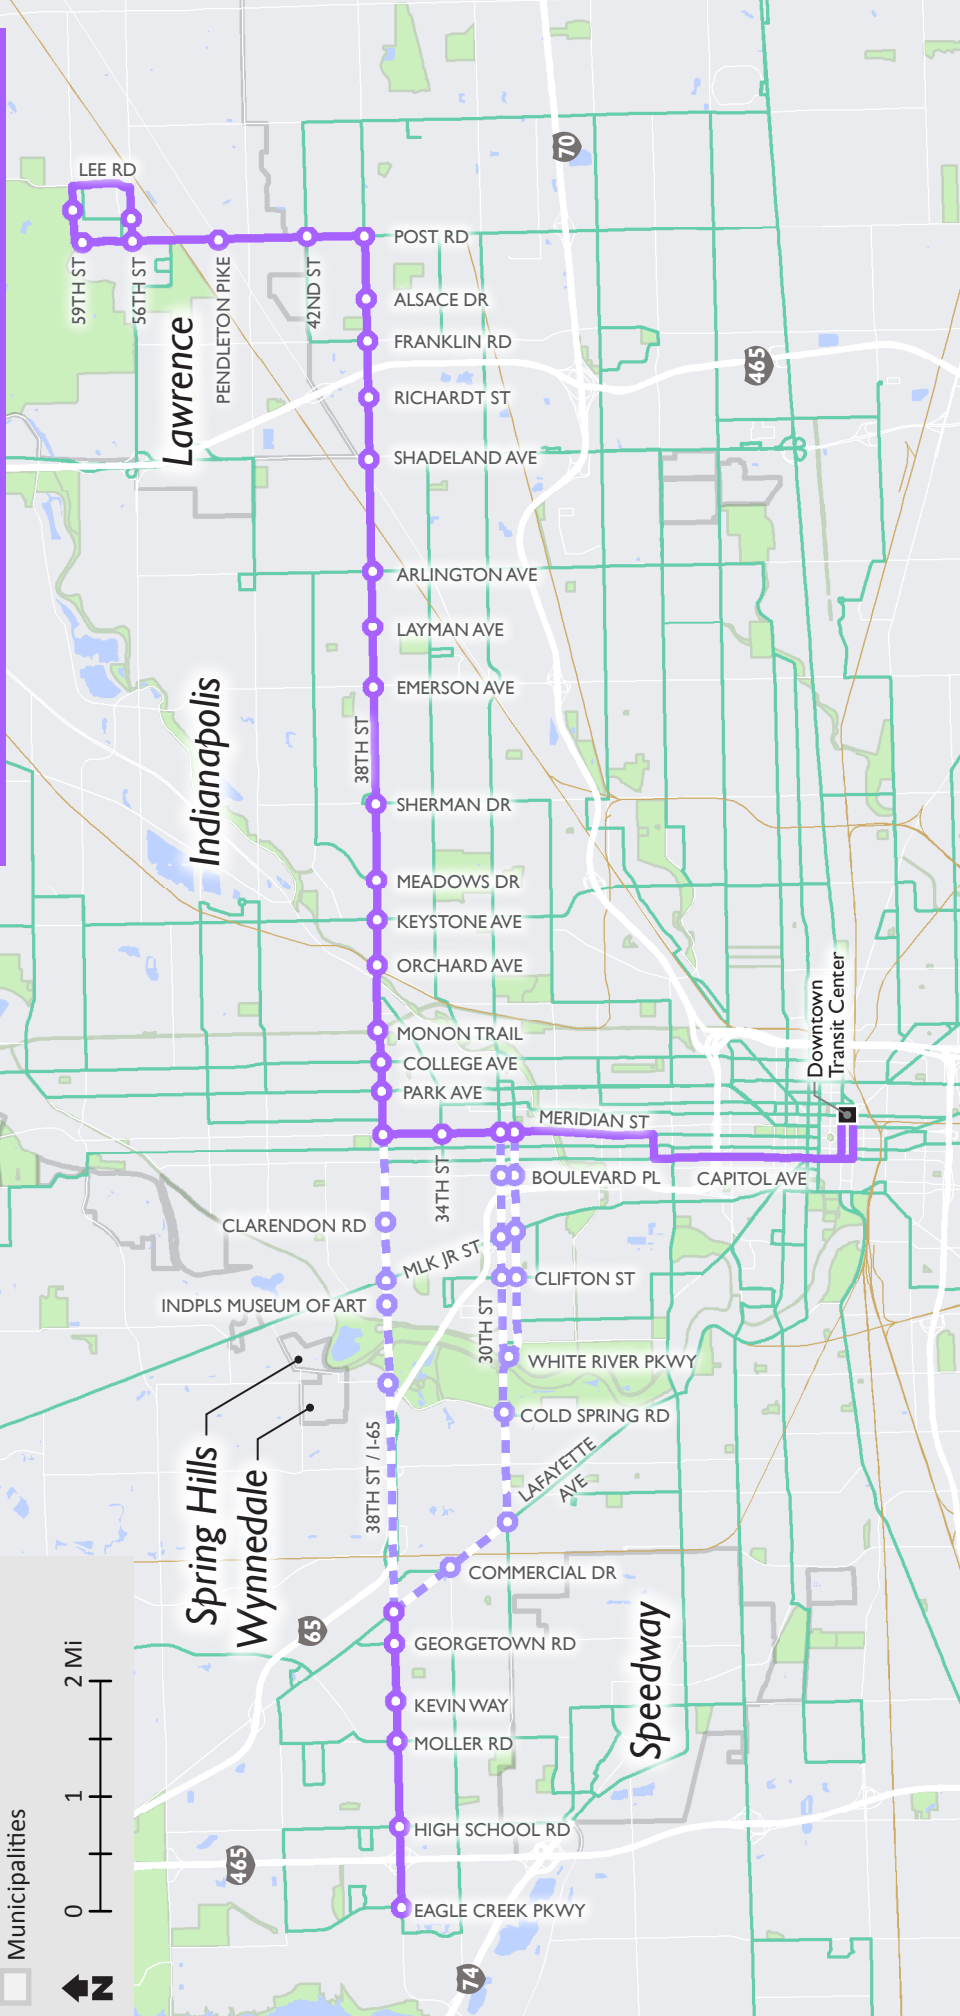 LEE RD
59TH ST
56TH ST
PENDLETON PIKE
42ND ST
POST RD
ALSACE DR
FRANKLIN RD
RICHARDT ST
SHADELAND AVE
ARLINGTON AVE
LAYMAN AVE
EMERSON AVE
38TH ST
SHERMAN DR
MEADOWS DR
KEYSTONE AVE
ORCHARD AVE
MONON TRAIL
COLLEGE AVE
PARK AVE
MERIDIAN ST
34TH ST
BOULEVARD PL
CAPITOL AVE
Downtown
Transit Center
CLARENDON RD
MLK JR ST
INDPLS MUSEUM OF ART
CLIFTON ST
30TH ST
WHITE RIVER PKWY
COLD SPRING RD
38TH ST / I-65
LAFAYETTE
AVE
COMMERCIAL DR
GEORGETOWN RD
KEVIN WAY
MOLLER RD
HIGH SCHOOL RD
EAGLE CREEK PKWY
Lawrence
Indianapolis
Spring Hills
Wynnedale
Speedway
70
465
65
465
74
0 1 2 Mi
Municipalities
N